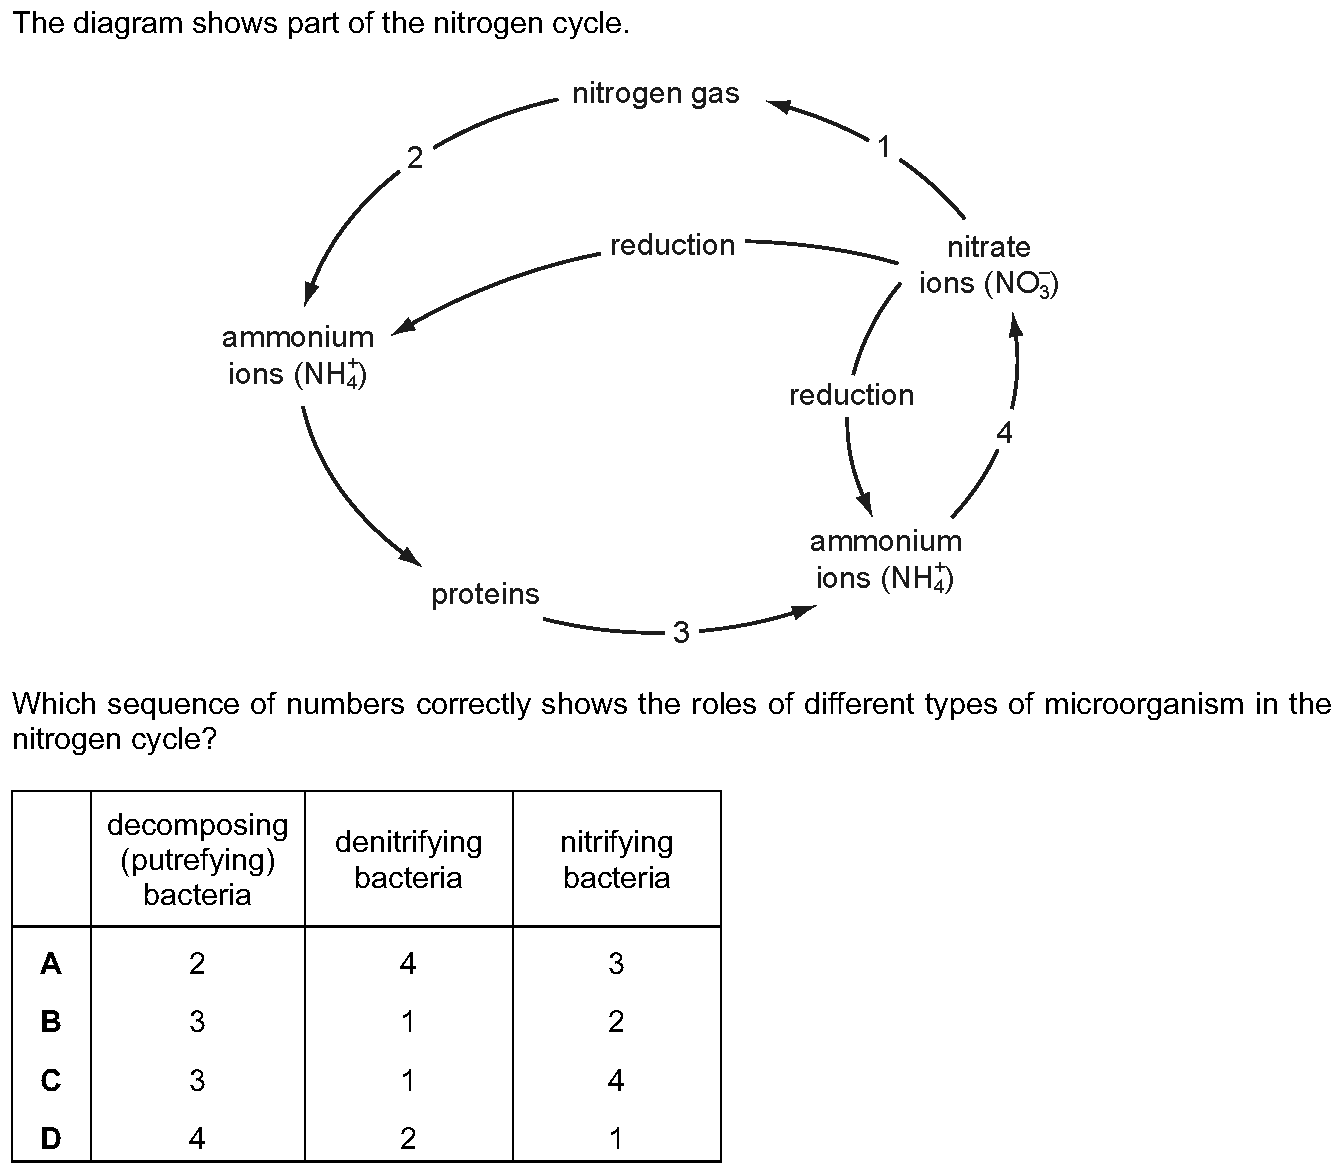 The diagram shows part of the nitrogen cycle.
nitrogen gas
1
2
reduction
nitrate
ions (NO₃⁻)
ammonium
ions (NH₄⁺)
reduction
4
ammonium
ions (NH₄⁺)
proteins
3
Which sequence of numbers correctly shows the roles of different types of microorganism in the
nitrogen cycle?
decomposing
(putrefying)
bacteria
denitrifying
bacteria
nitrifying
bacteria
A 2 4 3
B 3 1 2
C 3 1 4
D 4 2 1